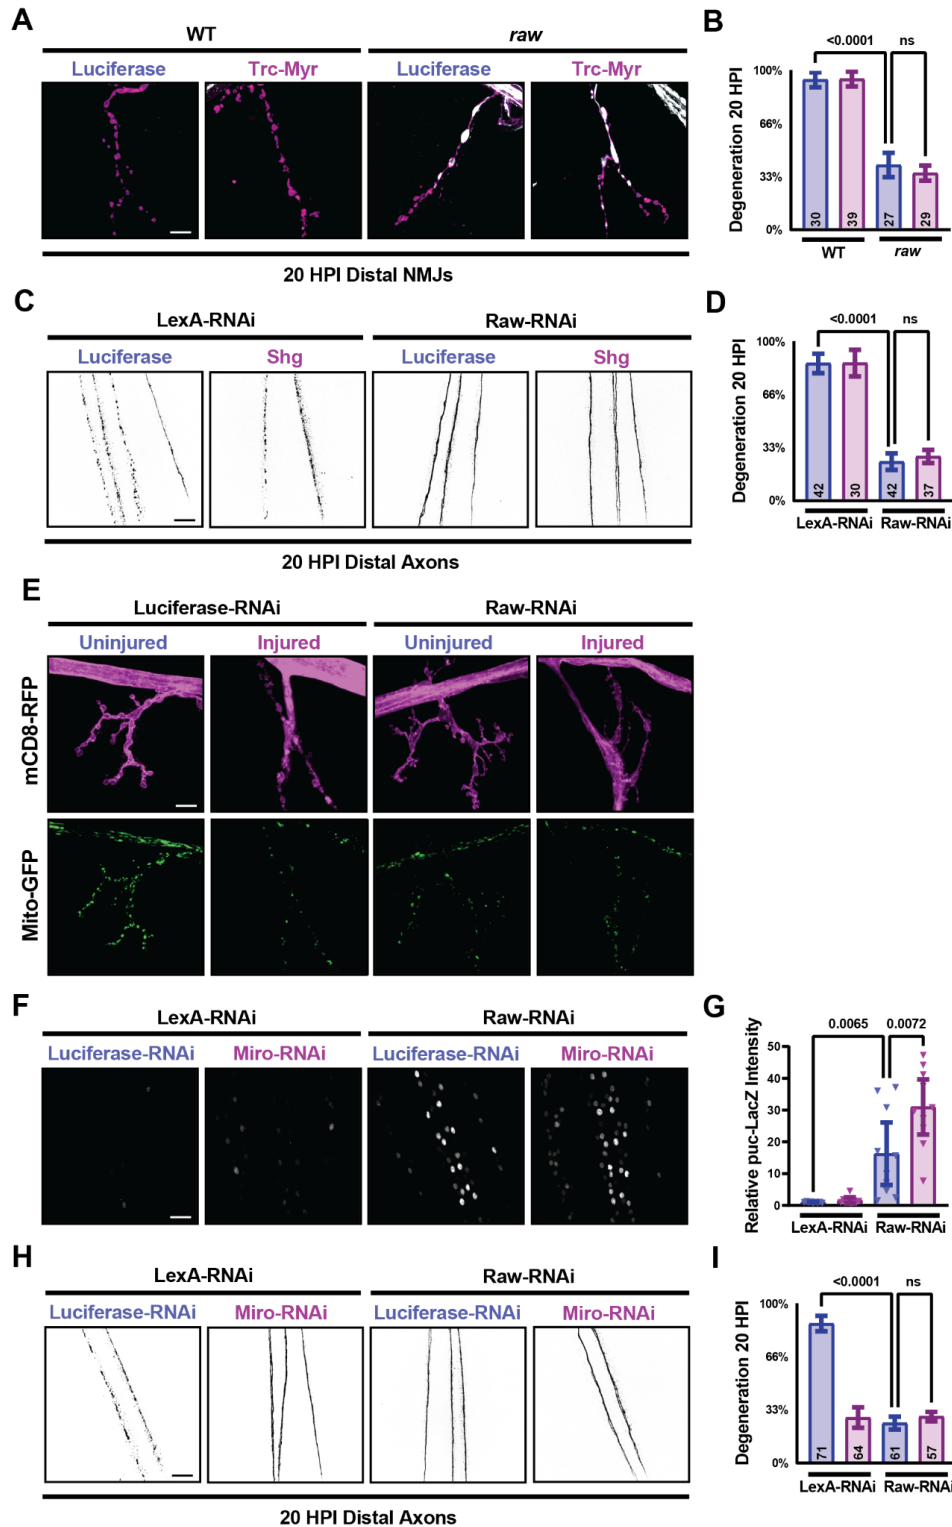 A
WT
raw
Luciferase
Trc-Myr
Luciferase
Trc-Myr
20 HPI Distal NMJs
B
<0.0001
ns
Degeneration 20 HPI
100%
66%
33%
0%
30
39
27
29
WT
raw
C
LexA-RNAi
Raw-RNAi
Luciferase
Shg
Luciferase
Shg
20 HPI Distal Axons
D
<0.0001
ns
Degeneration 20 HPI
100%
66%
33%
0%
42
30
42
37
LexA-RNAi
Raw-RNAi
E
Luciferase-RNAi
Raw-RNAi
Uninjured
Injured
Uninjured
Injured
mCD8-RFP
Mito-GFP
F
LexA-RNAi
Raw-RNAi
Luciferase-RNAi
Miro-RNAi
Luciferase-RNAi
Miro-RNAi
G
0.0065
0.0072
Relative puc-LacZ Intensity
50
40
30
20
10
0
LexA-RNAi
Raw-RNAi
H
LexA-RNAi
Raw-RNAi
Luciferase-RNAi
Miro-RNAi
Luciferase-RNAi
Miro-RNAi
20 HPI Distal Axons
I
<0.0001
ns
Degeneration 20 HPI
100%
66%
33%
0%
71
64
61
57
LexA-RNAi
Raw-RNAi